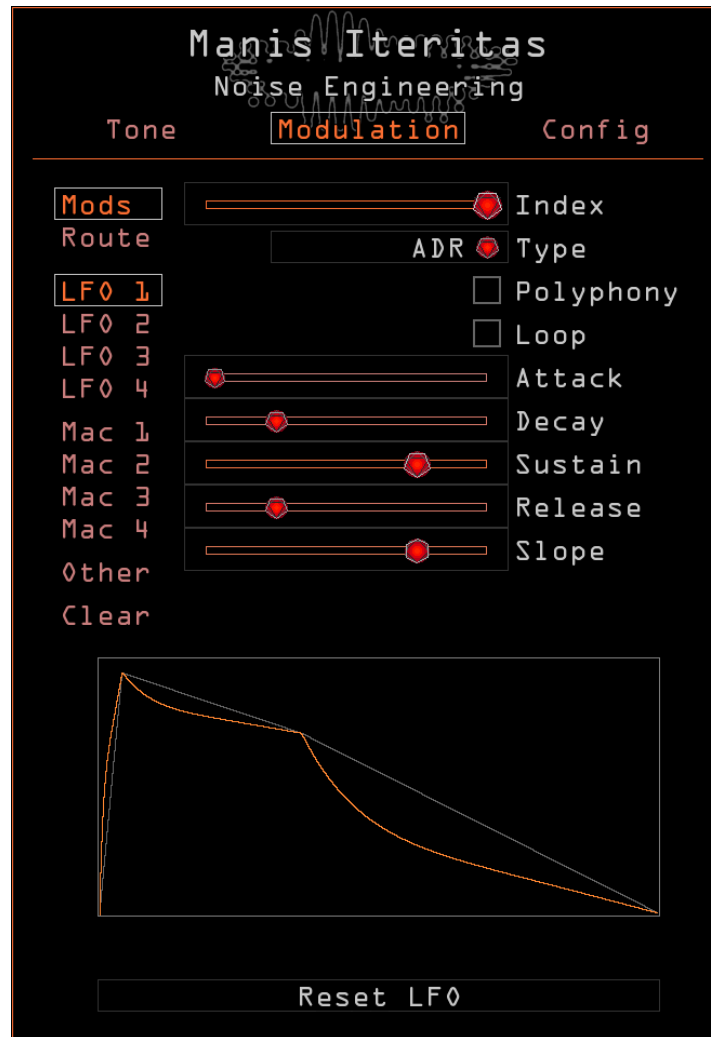 Manis Iteritas
Noise Engineering
Tone Modulation Config
Mods
Route
LFO 1
LFO 2
LFO 3
LFO 4
Mac 1
Mac 2
Mac 3
Mac 4
Other
Clear
Index
ADR Type
Polyphony
Loop
Attack
Decay
Sustain
Release
Slope
Reset LFO